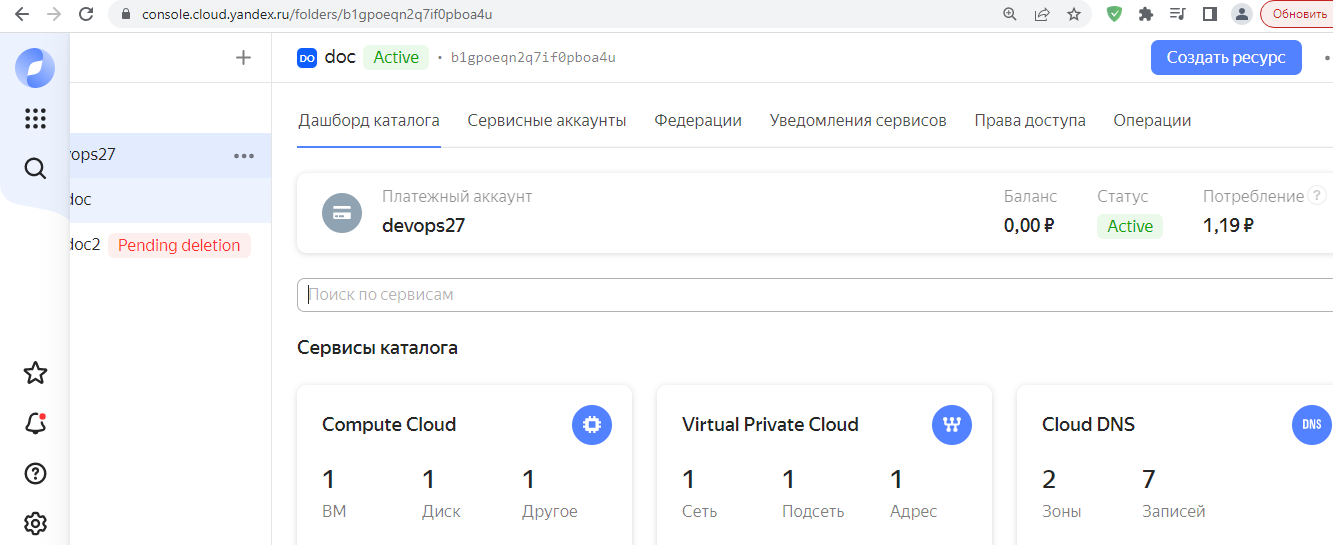 console.cloud.yandex.ru/folders/b1gpoeqn2q7if0pboa4u
Обновить
DO doc Active · b1gpoeqn2q7if0pboa4u
Создать ресурс
Дашборд каталога Сервисные аккаунты Федерации Уведомления сервисов Права доступа Операции
ops27
doc
doc2 Pending deletion
Платежный аккаунт
devops27
Баланс
0,00 ₽
Статус
Active
Потребление ?
1,19 ₽
Поиск по сервисам
Сервисы каталога
Compute Cloud
1 1 1
ВМ Диск Другое
Virtual Private Cloud
1 1 1
Сеть Подсеть Адрес
Cloud DNS
DNS
2 7
Зоны Записей